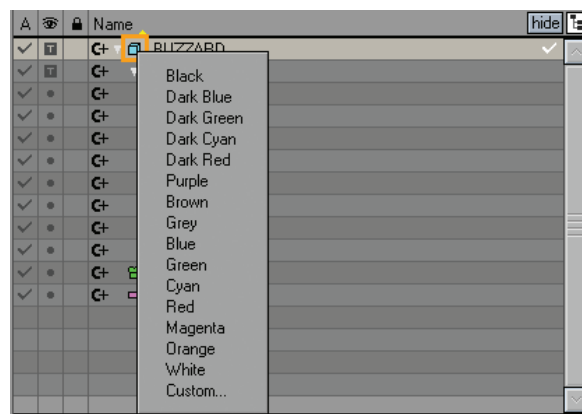 A Name hide
T C+ BUZZARD
T C+
C+
C+
C+
C+
C+
C+
C+
C+
C+
Black
Dark Blue
Dark Green
Dark Cyan
Dark Red
Purple
Brown
Grey
Blue
Green
Cyan
Red
Magenta
Orange
White
Custom...